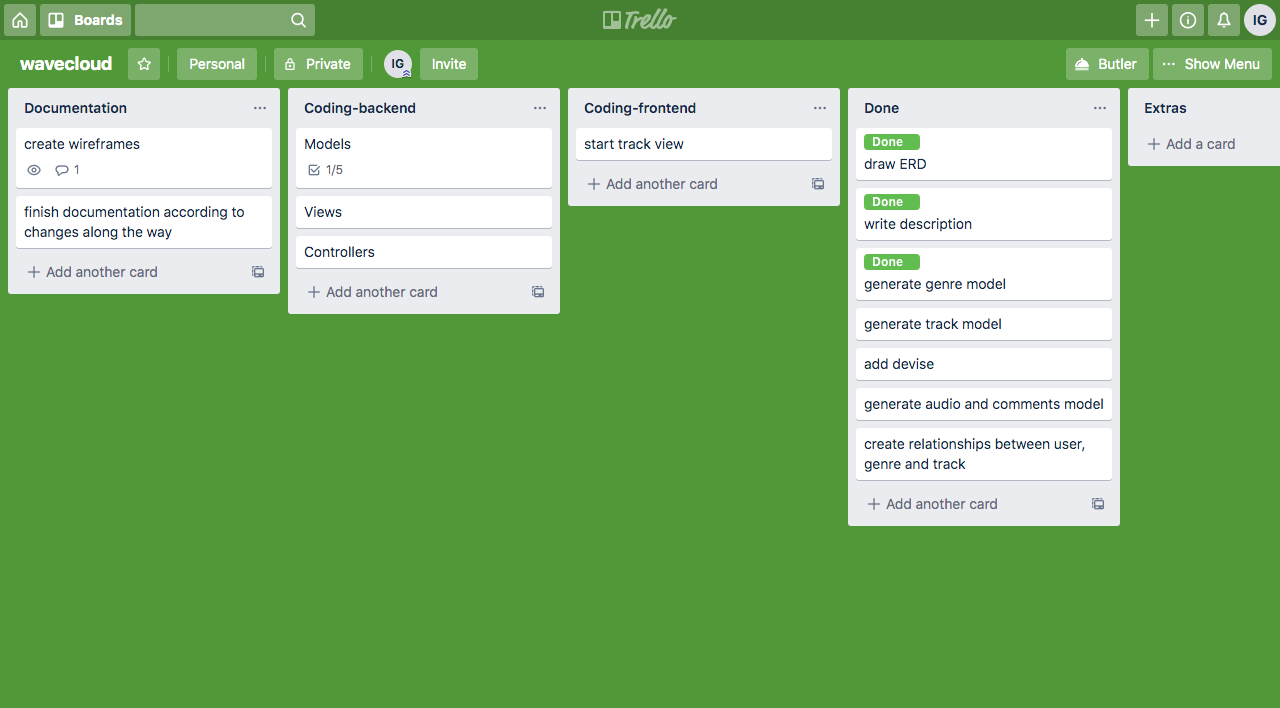 Boards
Trello
IG
wavecloud
Personal
Private
IG
Invite
Butler
Show Menu
Documentation
create wireframes
1
finish documentation according to
changes along the way
Add another card
Coding-backend
Models
1/5
Views
Controllers
Add another card
Coding-frontend
start track view
Add another card
Done
Done
draw ERD
Done
write description
Done
generate genre model
generate track model
add devise
generate audio and comments model
create relationships between user,
genre and track
Add another card
Extras
Add a card